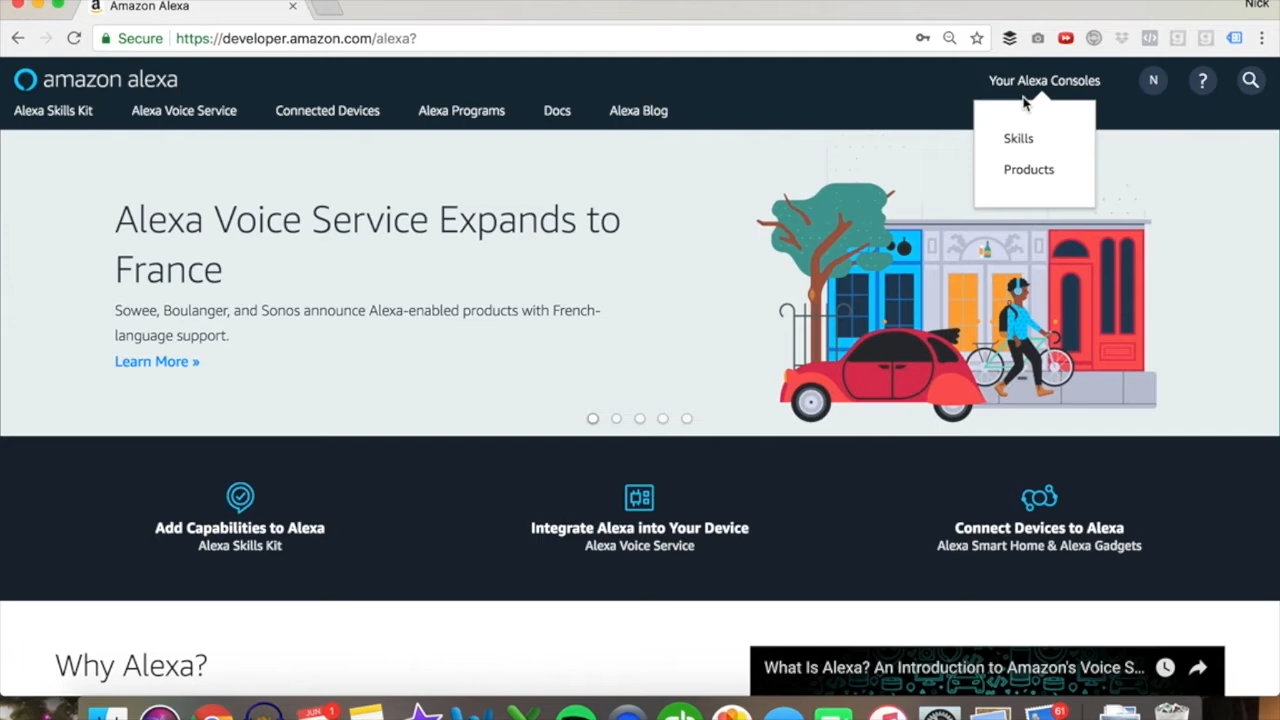 Amazon Alexa
Nick
Secure
https://developer.amazon.com/alexa?
amazon alexa
Your Alexa Consoles
N
?
Alexa Skills Kit
Alexa Voice Service
Connected Devices
Alexa Programs
Docs
Alexa Blog
Skills
Products
Alexa Voice Service Expands to
France
Sowee, Boulanger, and Sonos announce Alexa-enabled products with French-
language support.
Learn More »
Add Capabilities to Alexa
Alexa Skills Kit
Integrate Alexa into Your Device
Alexa Voice Service
Connect Devices to Alexa
Alexa Smart Home & Alexa Gadgets
Why Alexa?
What Is Alexa? An Introduction to Amazon's Voice S...
JUN 1
61